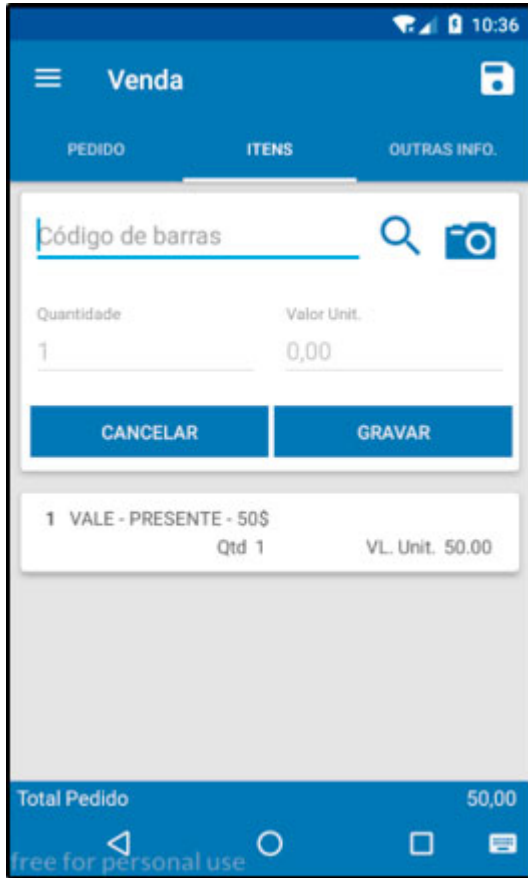 10:36
Venda
PEDIDO ITENS OUTRAS INFO.
Código de barras
Quantidade Valor Unit.
1 0,00
CANCELAR GRAVAR
1 VALE - PRESENTE - 50$
Qtd 1 VL. Unit. 50.00
Total Pedido 50,00
free for personal use